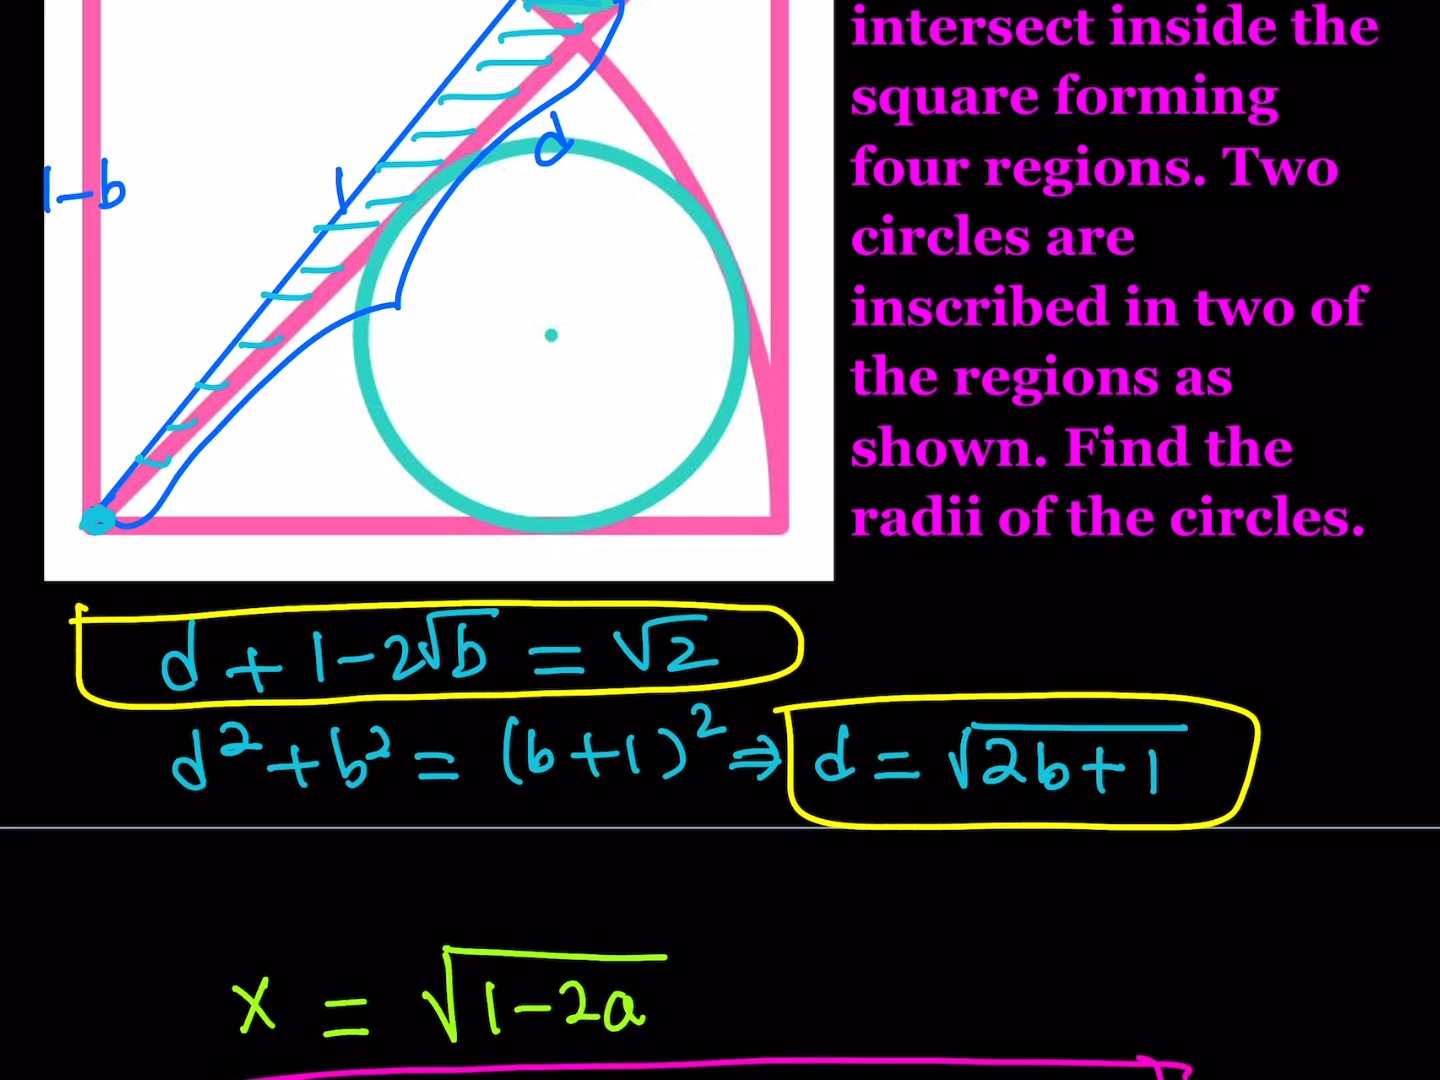 intersect inside the
square forming
four regions. Two
circles are
inscribed in two of
the regions as
shown. Find the
radii of the circles.
1-b
1
d
d + 1-2√b = √2
d² + b² = (b+1)² ⇒ d = √2b+1
x = √1-2a